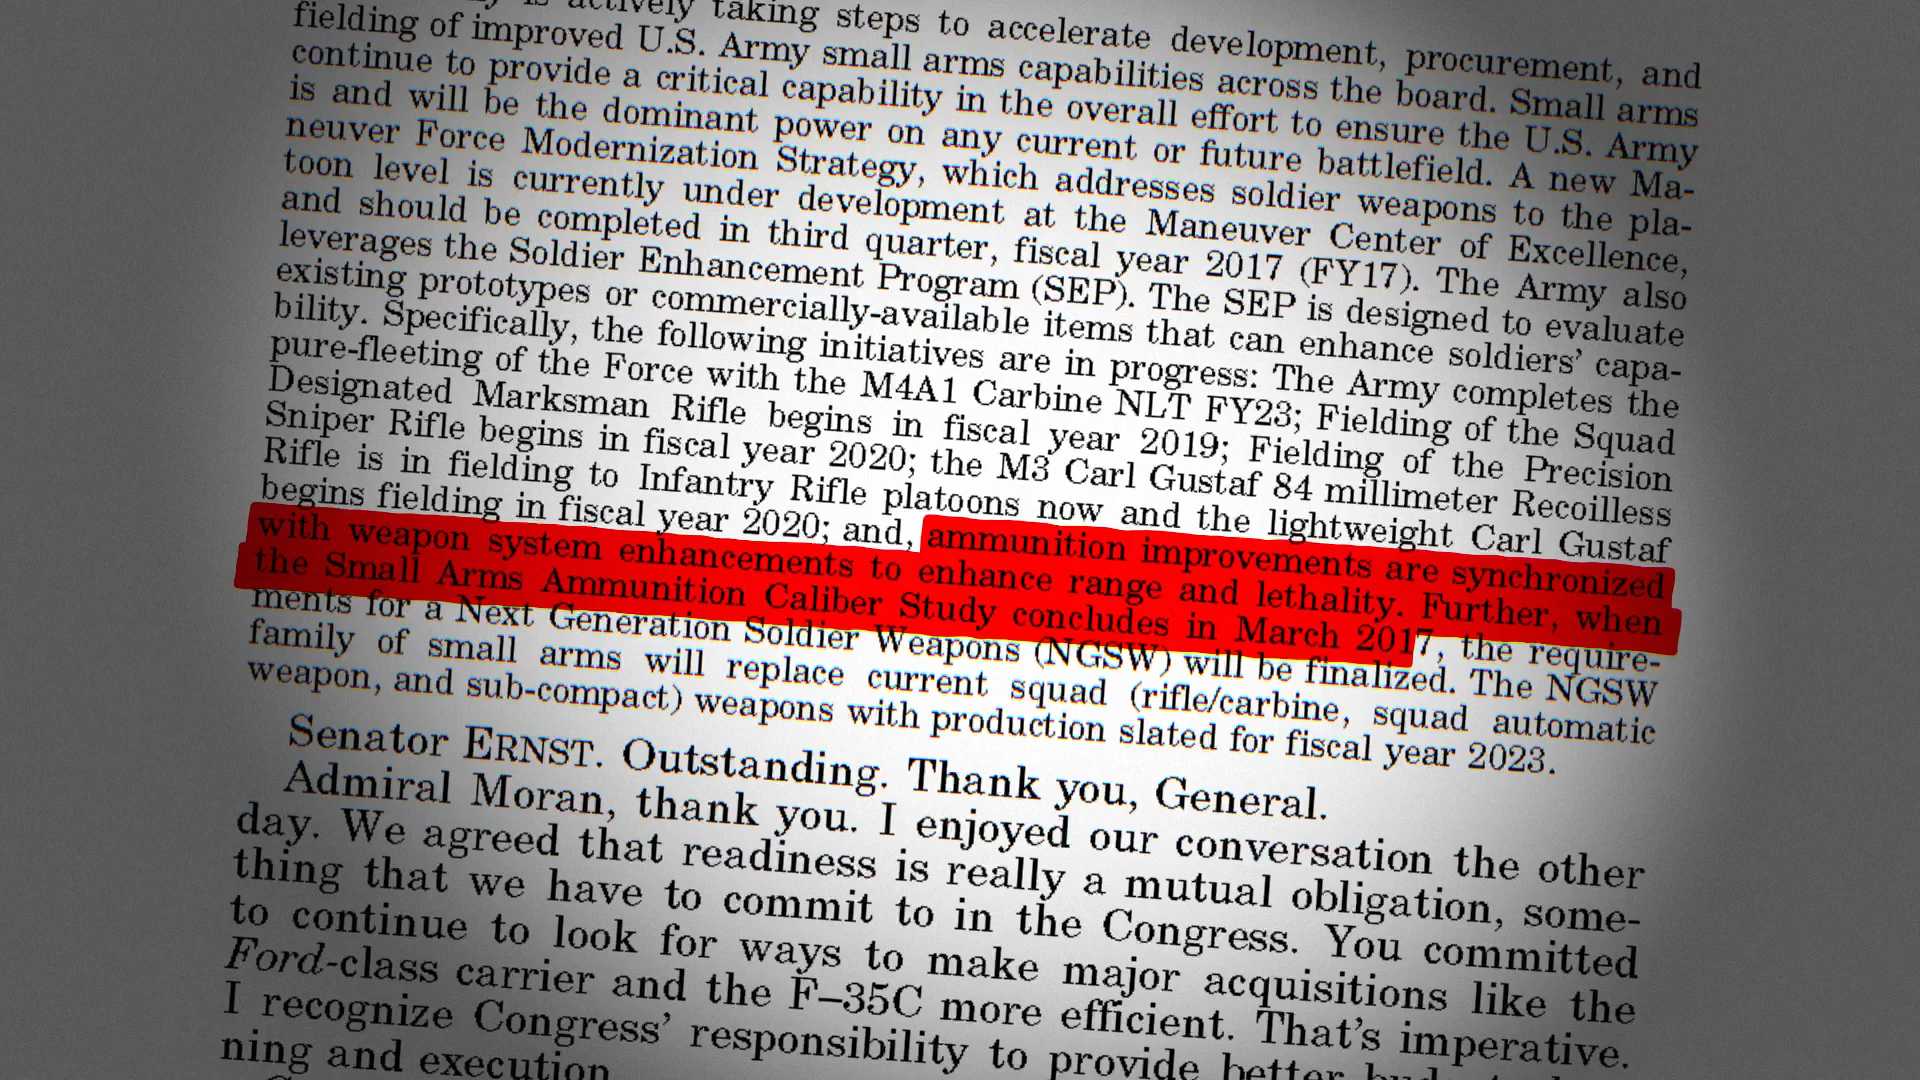 is actively taking steps to accelerate development, procurement, and
fielding of improved U.S. Army small arms capabilities across the board. Small arms
continue to provide a critical capability in the overall effort to ensure the U.S. Army
is and will be the dominant power on any current or future battlefield. A new Ma-
neuver Force Modernization Strategy, which addresses soldier weapons to the pla-
toon level is currently under development at the Maneuver Center of Excellence,
and should be completed in third quarter, fiscal year 2017 (FY17). The Army also
leverages the Soldier Enhancement Program (SEP). The SEP is designed to evaluate
existing prototypes or commercially-available items that can enhance soldiers' capa-
bility. Specifically, the following initiatives are in progress: The Army completes the
pure-fleeting of the Force with the M4A1 Carbine NLT FY23; Fielding of the Squad
Designated Marksman Rifle begins in fiscal year 2019; Fielding of the Precision
Sniper Rifle begins in fiscal year 2020; the M3 Carl Gustaf 84 millimeter Recoilless
Rifle is in fielding to Infantry Rifle platoons now and the lightweight Carl Gustaf
begins fielding in fiscal year 2020; and, ammunition improvements are synchronized
with weapon system enhancements to enhance range and lethality. Further, when
the Small Arms Ammunition Caliber Study concludes in March 2017, the require-
ments for a Next Generation Soldier Weapons (NGSW) will be finalized. The NGSW
family of small arms will replace current squad (rifle/carbine, squad automatic
weapon, and sub-compact) weapons with production slated for fiscal year 2023.
Senator ERNST. Outstanding. Thank you, General.
Admiral Moran, thank you. I enjoyed our conversation the other
day. We agreed that readiness is really a mutual obligation, some-
thing that we have to commit to in the Congress. You committed
to continue to look for ways to make major acquisitions like the
Ford-class carrier and the F–35C more efficient. That's imperative.
I recognize Congress' responsibility to provide better
ning and execution